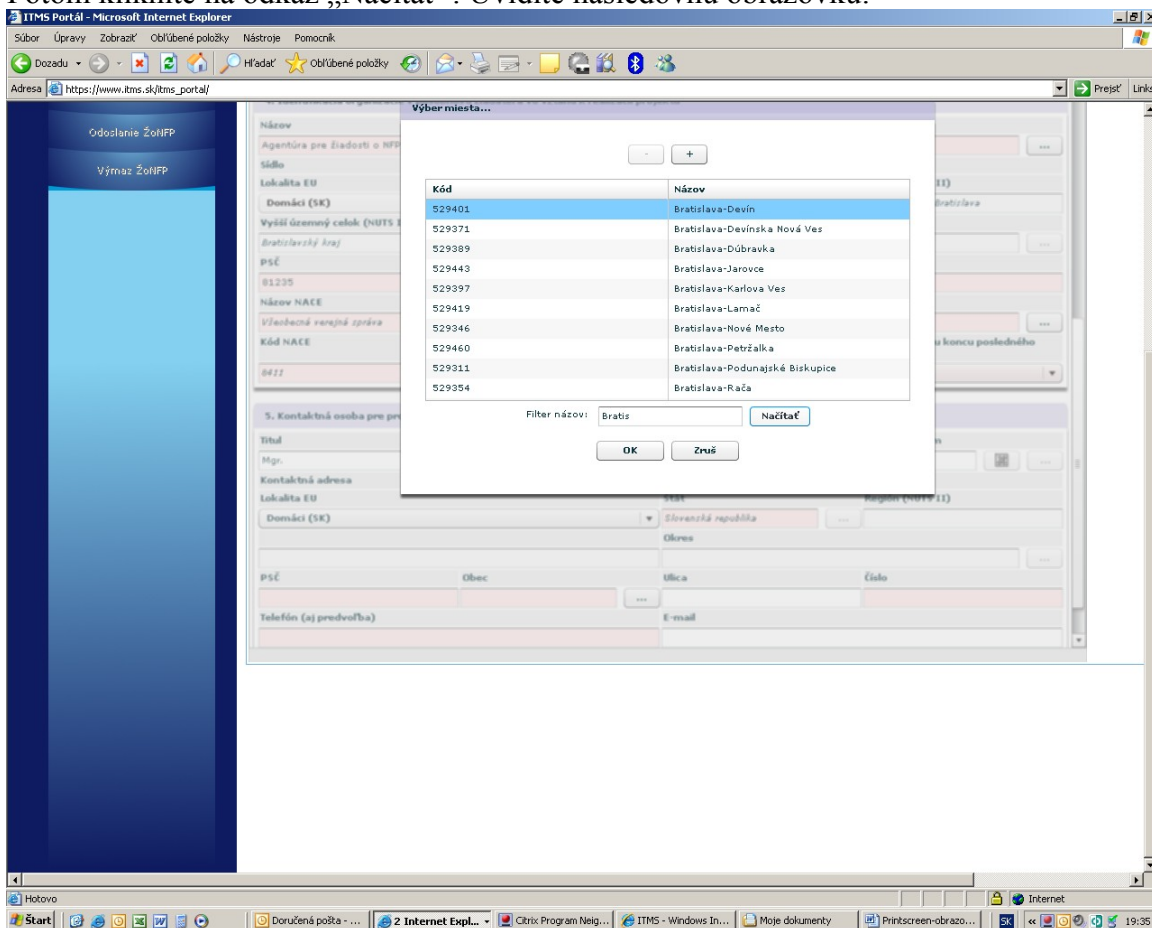 Potom kliknite na odkaz „Načítať“. Uvidíte nasledovnú obrazovku:
ITMS Portál - Microsoft Internet Explorer
Súbor Úpravy Zobraziť Obľúbené položky Nástroje Pomocník
Dozadu Hľadať Obľúbené položky
Adresa https://www.itms.sk/itms_portal/ Prejsť Links
Výber miesta...
Odoslanie ŽoNFP
Výmaz ŽoNFP
Názov
Agentúra pre žiadosti o NFP
Sídlo
Lokalita EU II)
Domáci (SK) Bratislava
Vyšší územný celok (NUTS I
Bratislavský kraj
PSČ
81235
Názov NACE
Všeobecná verejná správa
Kód NACE u koncu posledného
8411
- +
Kód Názov
529401 Bratislava-Devín
529371 Bratislava-Devínska Nová Ves
529389 Bratislava-Dúbravka
529443 Bratislava-Jarovce
529397 Bratislava-Karlova Ves
529419 Bratislava-Lamač
529346 Bratislava-Nové Mesto
529460 Bratislava-Petržalka
529311 Bratislava-Podunajské Biskupice
529354 Bratislava-Rača
Filter názov: Bratis Načítať
OK Zruš
5. Kontaktná osoba pre pr
Titul
Mgr.
Kontaktná adresa
Lokalita EU Štát Región (NUTS II)
Domáci (SK) Slovenská republika
Okres
PSČ Obec Ulica Číslo
Telefón (aj predvoľba) E-mail
Hotovo Internet
Štart Doručená pošta - ... 2 Internet Expl... Citrix Program Neig... ITMS - Windows In... Moje dokumenty Printscreen-obrazo... SK 19:35